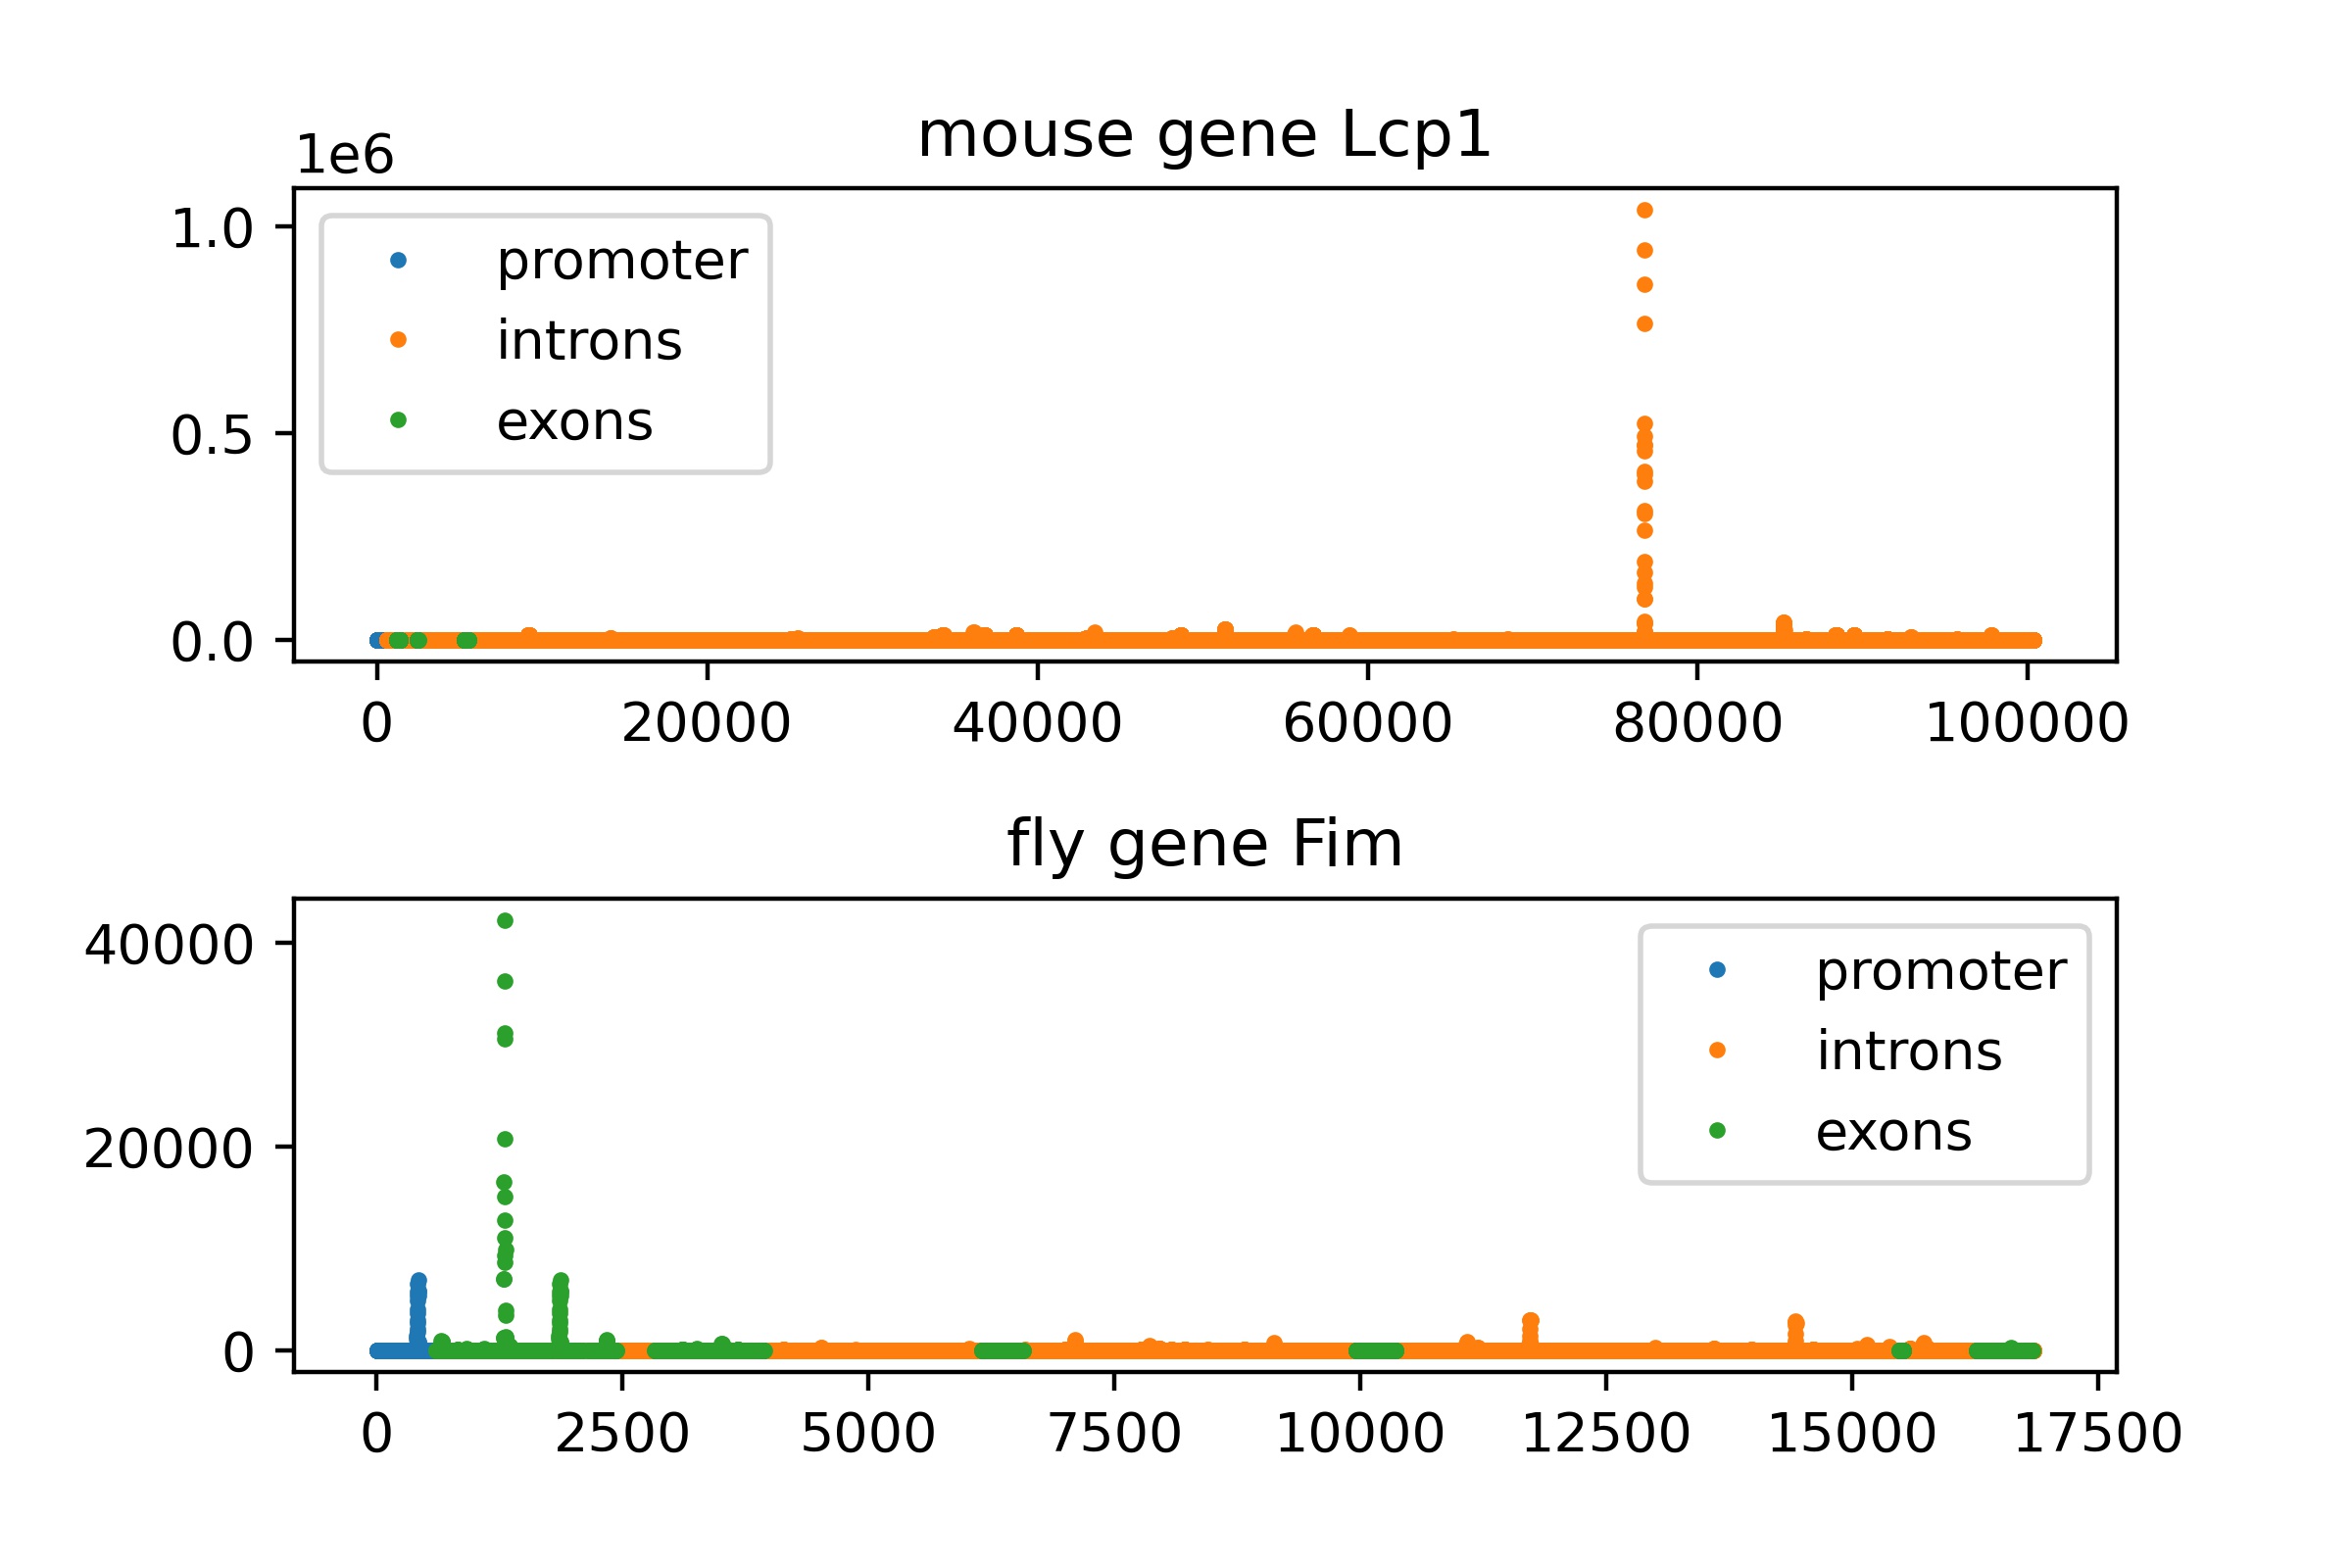 mouse gene Lcp1
1e6
1.0
0.5
0.0
promoter
introns
exons
0 20000 40000 60000 80000 100000
fly gene Fim
40000
20000
0
promoter
introns
exons
0 2500 5000 7500 10000 12500 15000 17500